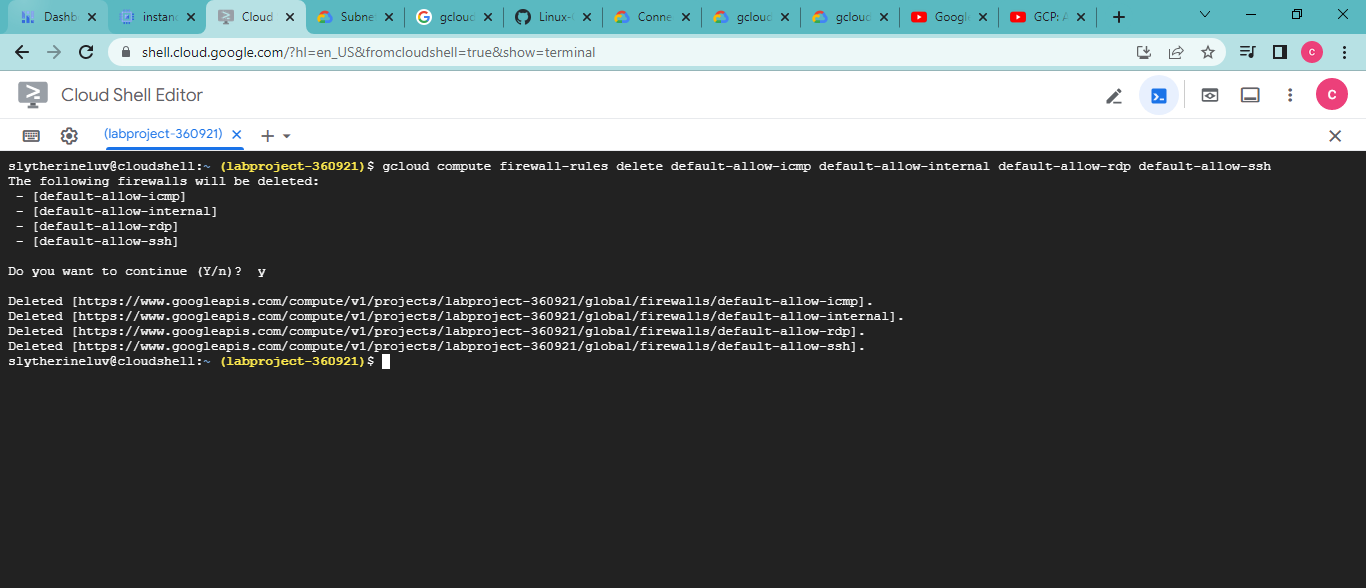 Dashb
instan
Cloud
Subne
gcloud
Linux-
Conne
gcloud
gcloud
Googl
GCP: A
shell.cloud.google.com/?hl=en_US&fromcloudshell=true&show=terminal
C
Cloud Shell Editor
C
(labproject-360921)
slytherineluv@cloudshell:~ (labproject-360921)$ gcloud compute firewall-rules delete default-allow-icmp default-allow-internal default-allow-rdp default-allow-ssh
The following firewalls will be deleted:
- [default-allow-icmp]
- [default-allow-internal]
- [default-allow-rdp]
- [default-allow-ssh]
Do you want to continue (Y/n)?  y
Deleted [https://www.googleapis.com/compute/v1/projects/labproject-360921/global/firewalls/default-allow-icmp].
Deleted [https://www.googleapis.com/compute/v1/projects/labproject-360921/global/firewalls/default-allow-internal].
Deleted [https://www.googleapis.com/compute/v1/projects/labproject-360921/global/firewalls/default-allow-rdp].
Deleted [https://www.googleapis.com/compute/v1/projects/labproject-360921/global/firewalls/default-allow-ssh].
slytherineluv@cloudshell:~ (labproject-360921)$